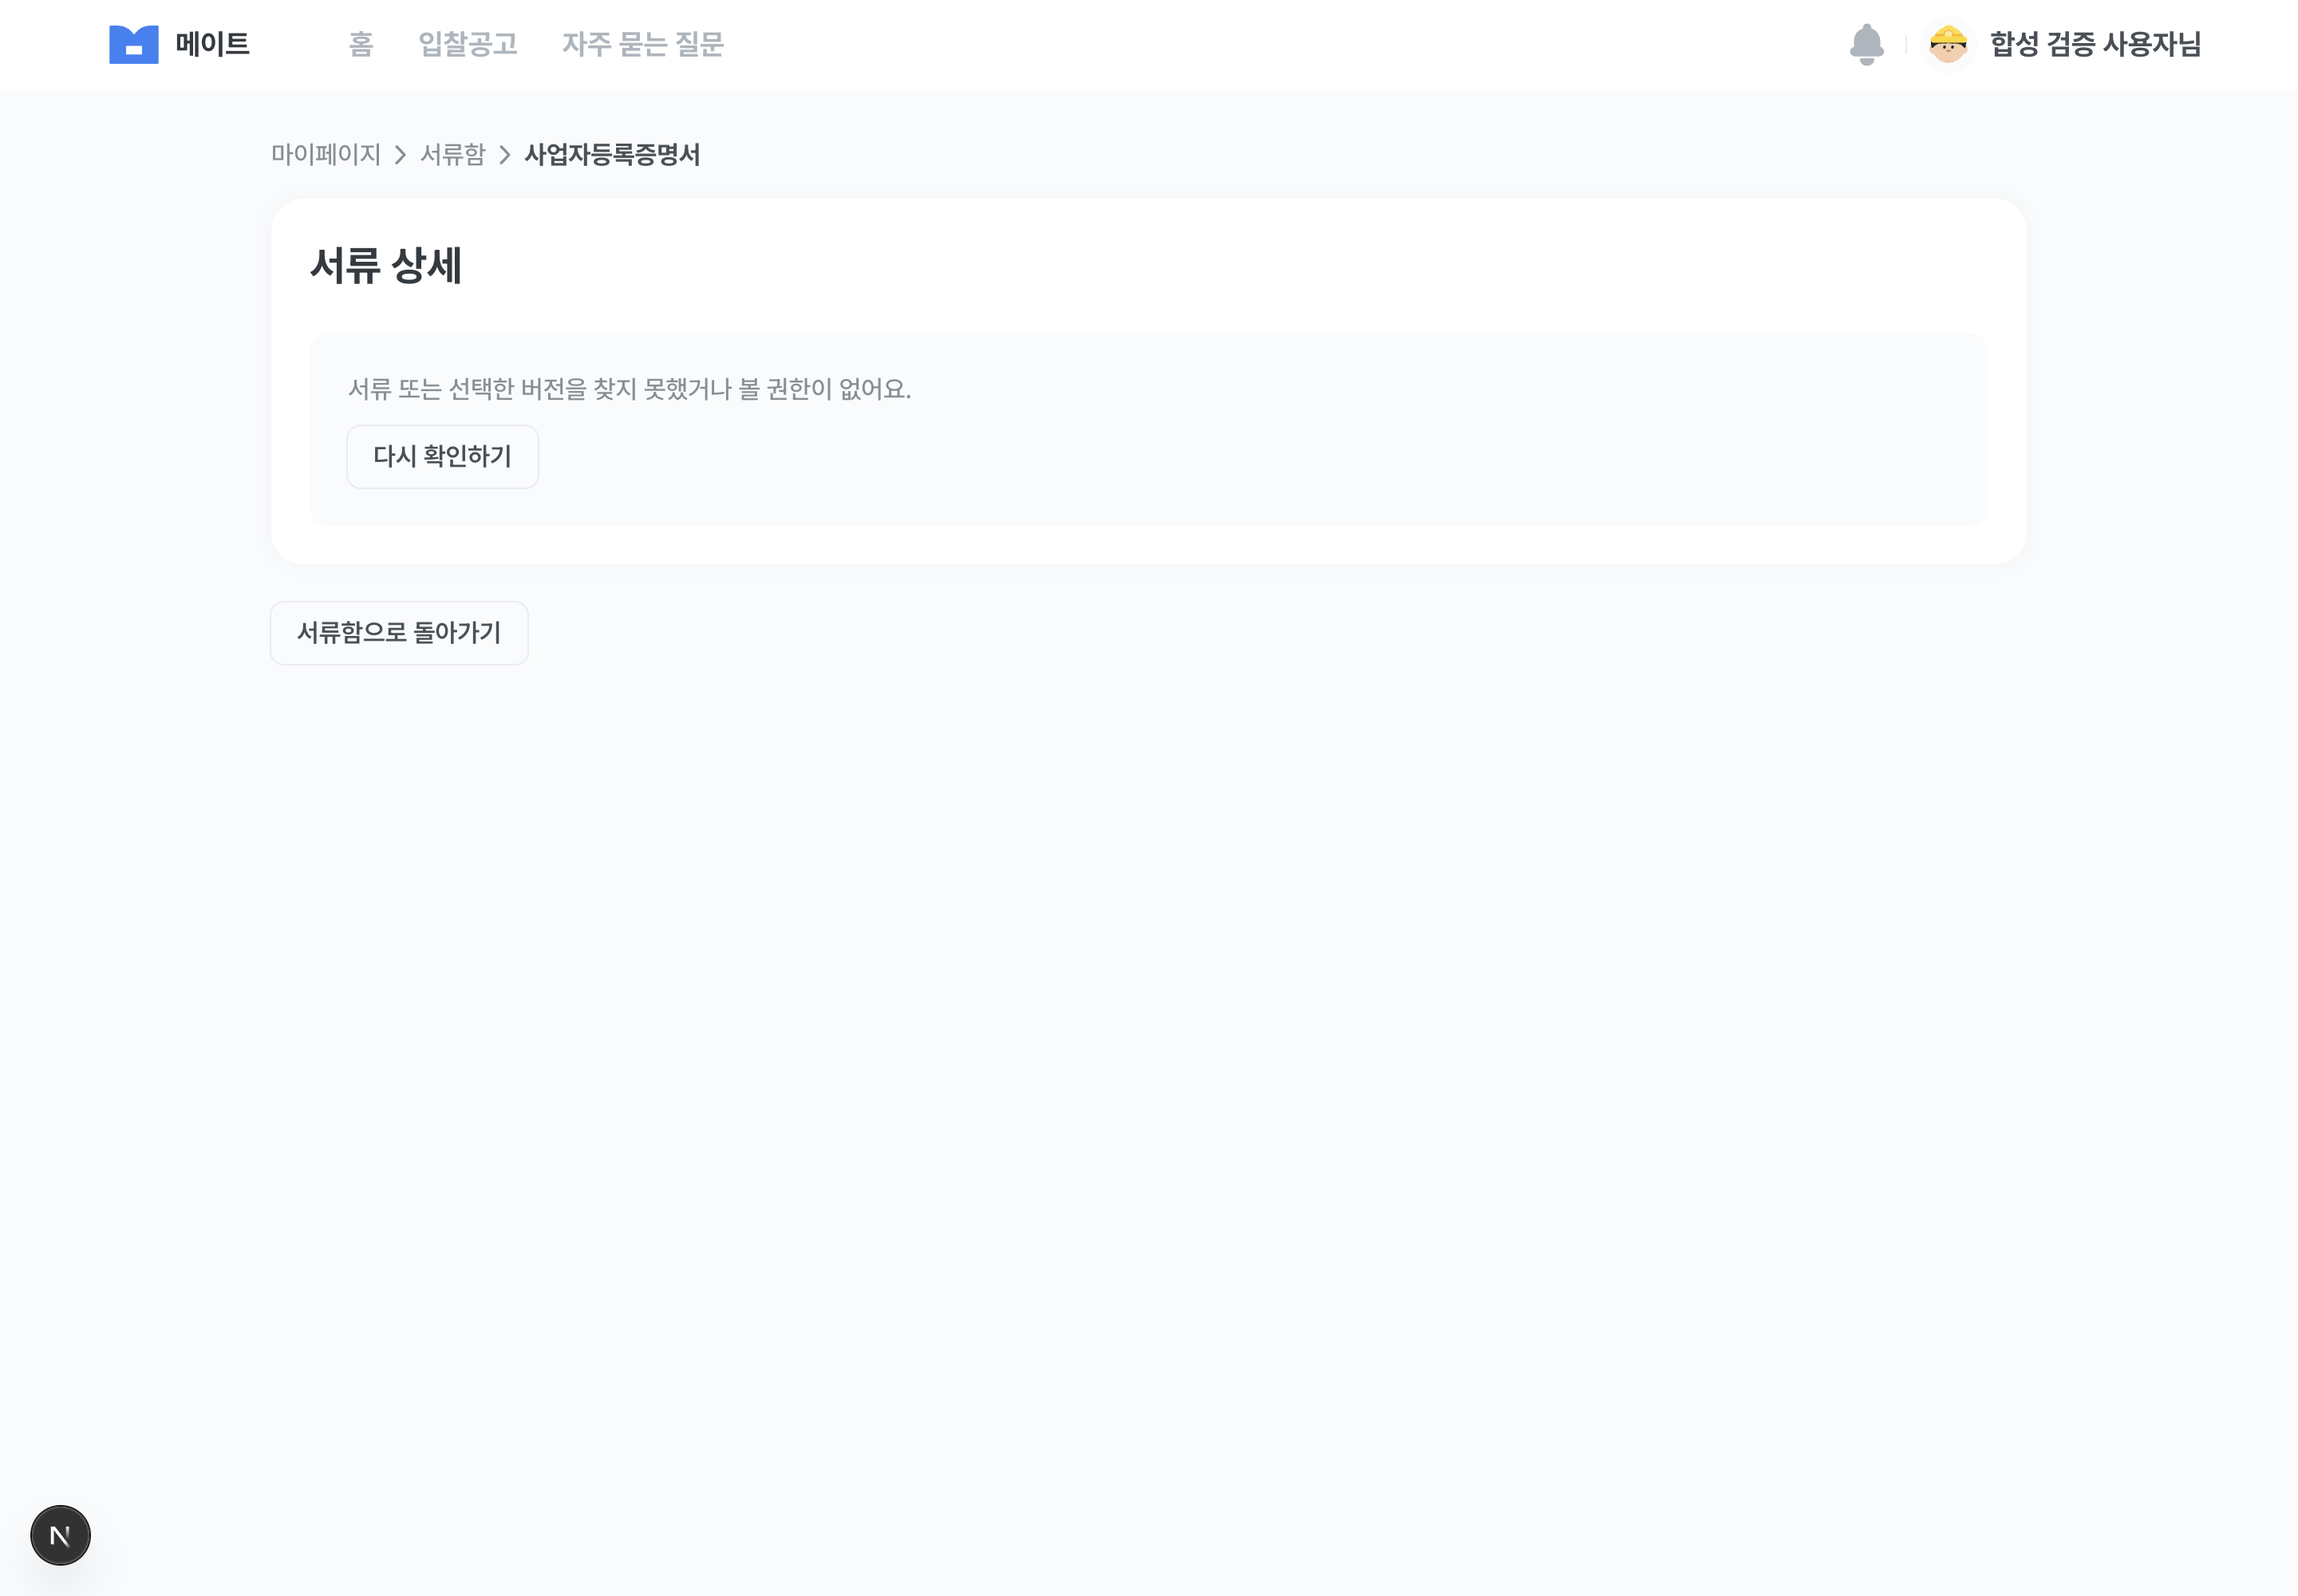 메이트 홈 입찰공고 자주 묻는 질문 합성 검증 사용자님
마이페이지 > 서류함 > 사업자등록증명서
서류 상세
서류 또는 선택한 버전을 찾지 못했거나 볼 권한이 없어요.
다시 확인하기
서류함으로 돌아가기
N